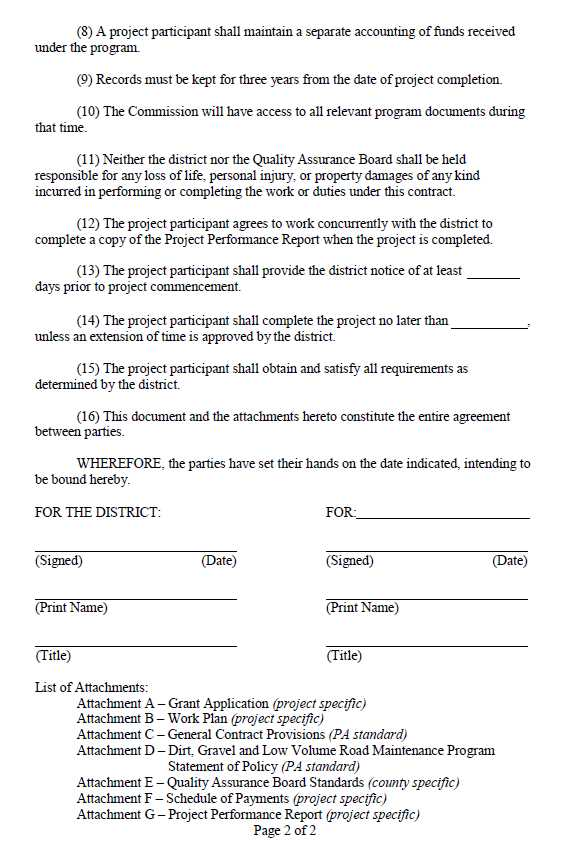 (8) A project participant shall maintain a separate accounting of funds received
under the program.
(9) Records must be kept for three years from the date of project completion.
(10) The Commission will have access to all relevant program documents during
that time.
(11) Neither the district nor the Quality Assurance Board shall be held
responsible for any loss of life, personal injury, or property damages of any kind
incurred in performing or completing the work or duties under this contract.
(12) The project participant agrees to work concurrently with the district to
complete a copy of the Project Performance Report when the project is completed.
(13) The project participant shall provide the district notice of at least ________
days prior to project commencement.
(14) The project participant shall complete the project no later than ____________,
unless an extension of time is approved by the district.
(15) The project participant shall obtain and satisfy all requirements as
determined by the district.
(16) This document and the attachments hereto constitute the entire agreement
between parties.
WHEREFORE, the parties have set their hands on the date indicated, intending to
be bound hereby.
FOR THE DISTRICT: FOR:__________________________
(Signed) (Date) (Signed) (Date)
(Print Name) (Print Name)
(Title) (Title)
List of Attachments:
Attachment A – Grant Application (project specific)
Attachment B – Work Plan (project specific)
Attachment C – General Contract Provisions (PA standard)
Attachment D – Dirt, Gravel and Low Volume Road Maintenance Program
Statement of Policy (PA standard)
Attachment E – Quality Assurance Board Standards (county specific)
Attachment F – Schedule of Payments (project specific)
Attachment G – Project Performance Report (project specific)
Page 2 of 2